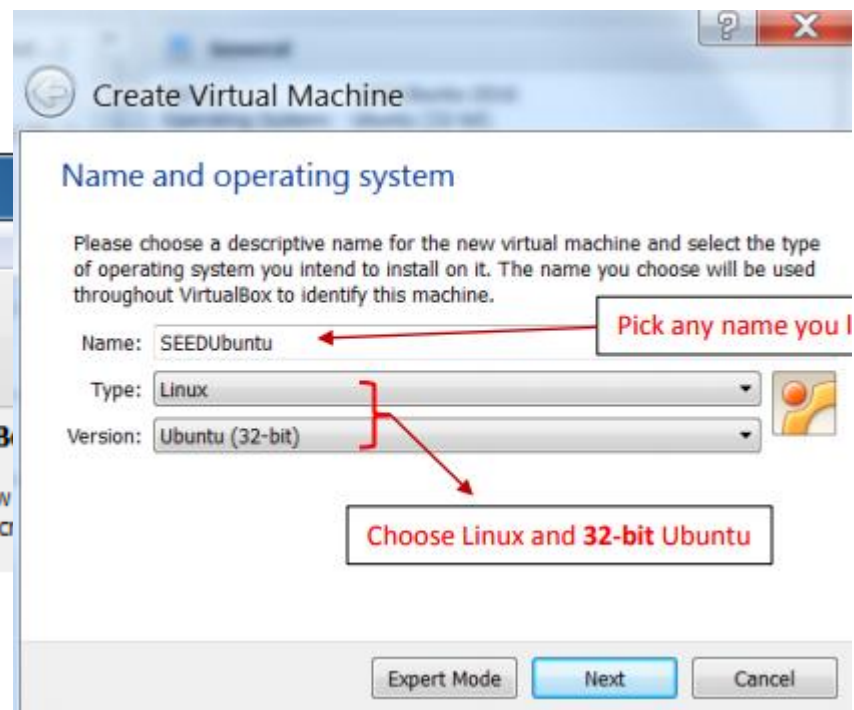 Create Virtual Machine
Name and operating system
Please choose a descriptive name for the new virtual machine and select the type
of operating system you intend to install on it. The name you choose will be used
throughout VirtualBox to identify this machine.
Name: SEEDUbuntu
Pick any name you l
Type: Linux
Version: Ubuntu (32-bit)
Choose Linux and 32-bit Ubuntu
Expert Mode Next Cancel